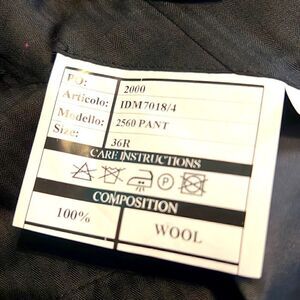 PO: 2000
Articolo: IDM7018/4
Modello: 2560 PANT
Size: 36R
CARE INSTRUCTIONS
P
COMPOSITION
100% WOOL